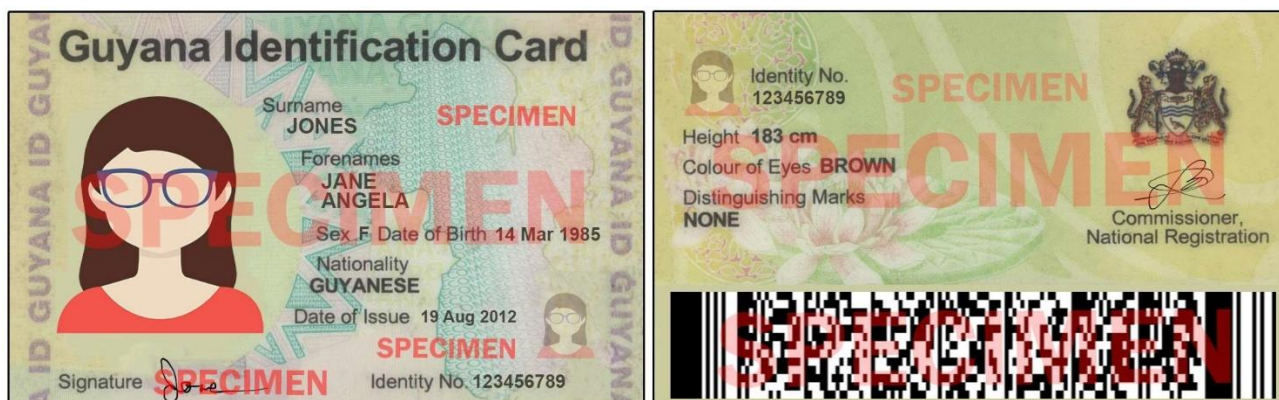 Guyana Identification Card
Surname
JONES
SPECIMEN
Forenames
JANE
ANGELA
SPECIMEN
Sex F Date of Birth 14 Mar 1985
Nationality
GUYANESE
Date of Issue 19 Aug 2012
SPECIMEN
Signature SPECIMEN Identity No. 123456789
ID GUYANA ID GUYANA
ID GUYANA ID GUYANA
Identity No.
123456789
SPECIMEN
Height 183 cm
Colour of Eyes BROWN
SPECIMEN
Distinguishing Marks
NONE
Commissioner,
National Registration
SPECIMEN